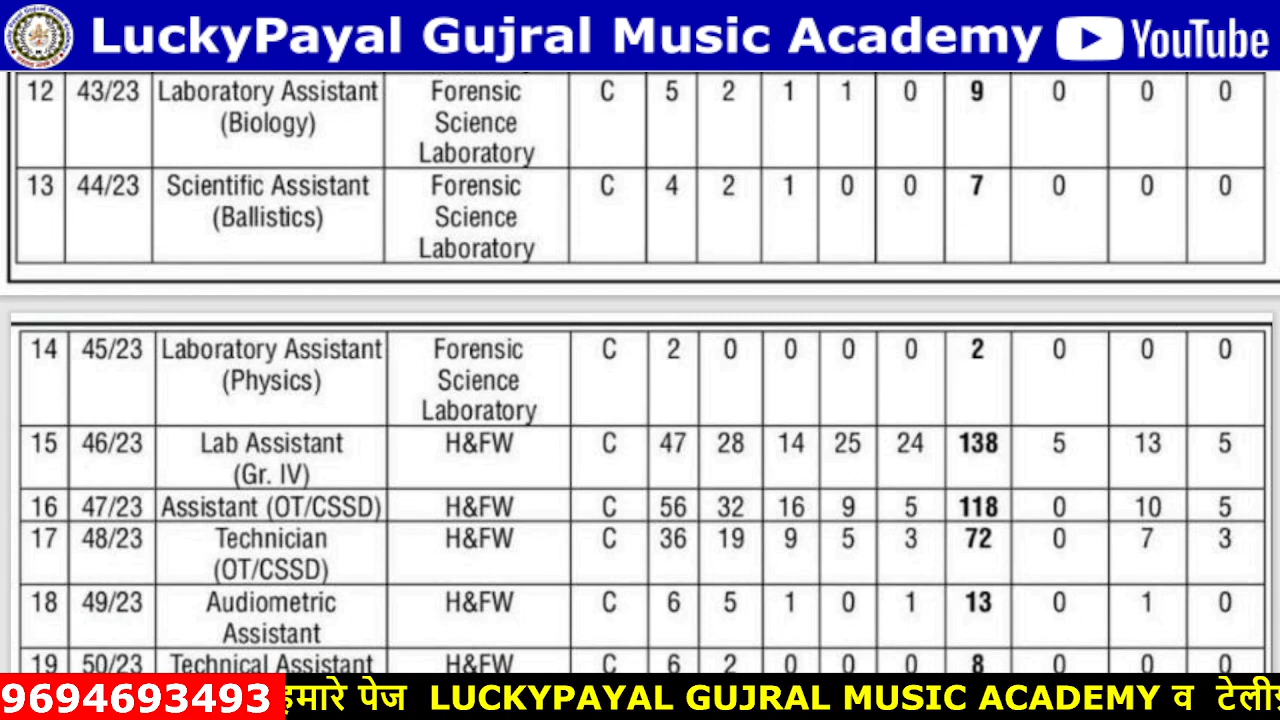 LuckyPayal Gujral Music Academy YouTube
12 43/23 Laboratory Assistant Forensic C 5 2 1 1 0 9 0 0 0
(Biology) Science
Laboratory
13 44/23 Scientific Assistant Forensic C 4 2 1 0 0 7 0 0 0
(Ballistics) Science
Laboratory
14 45/23 Laboratory Assistant Forensic C 2 0 0 0 0 2 0 0 0
(Physics) Science
Laboratory
15 46/23 Lab Assistant H&FW C 47 28 14 25 24 138 5 13 5
(Gr. IV)
16 47/23 Assistant (OT/CSSD) H&FW C 56 32 16 9 5 118 0 10 5
17 48/23 Technician H&FW C 36 19 9 5 3 72 0 7 3
(OT/CSSD)
18 49/23 Audiometric H&FW C 6 5 1 0 1 13 0 1 0
Assistant
19 50/23 Technical Assistant H&FW C 6 2 0 0 0 8 0 0 0
9694693493 हमारे पेज LUCKYPAYAL GUJRAL MUSIC ACADEMY व